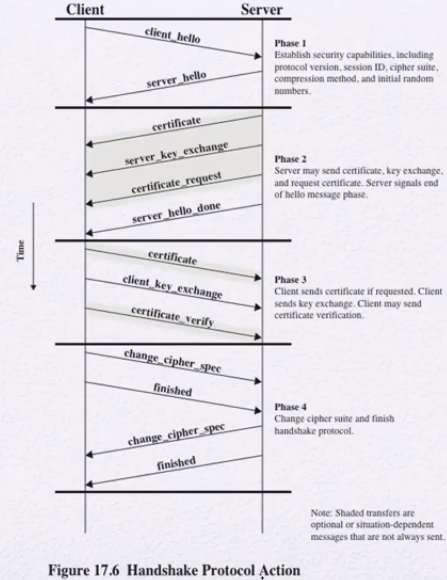 Client Server
client_hello
Phase 1
Establish security capabilities, including
protocol version, session ID, cipher suite,
compression method, and initial random
numbers.
server_hello
certificate
server_key_exchange
certificate_request
server_hello_done
Phase 2
Server may send certificate, key exchange,
and request certificate. Server signals end
of hello message phase.
Time
certificate
client_key_exchange
certificate_verify
Phase 3
Client sends certificate if requested. Client
sends key exchange. Client may send
certificate verification.
change_cipher_spec
finished
change_cipher_spec
finished
Phase 4
Change cipher suite and finish
handshake protocol.
Note: Shaded transfers are
optional or situation-dependent
messages that are not always sent.
Figure 17.6 Handshake Protocol Action